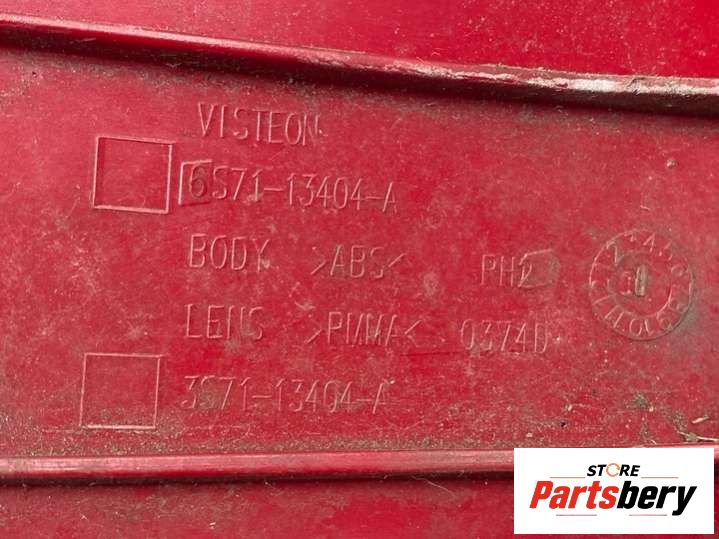 VISTEON
6S71-13404-A
BODY >ABS< PH2
LENS >PMMA< 0374D
3S71-13404-A
STORE
Partsbery